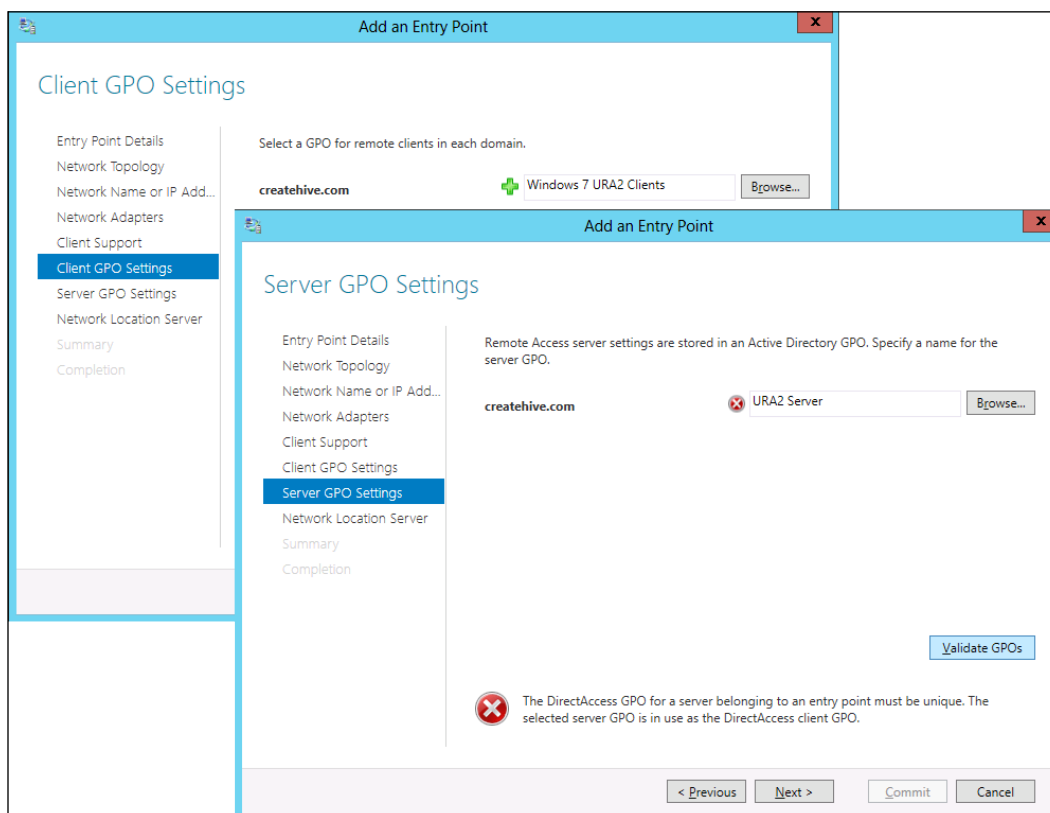 Add an Entry Point
x
Client GPO Settings
Entry Point Details
Network Topology
Network Name or IP Add...
Network Adapters
Client Support
Client GPO Settings
Server GPO Settings
Network Location Server
Summary
Completion
Select a GPO for remote clients in each domain.
createhive.com
Windows 7 URA2 Clients
Browse...
Add an Entry Point
x
Server GPO Settings
Entry Point Details
Network Topology
Network Name or IP Add...
Network Adapters
Client Support
Client GPO Settings
Server GPO Settings
Network Location Server
Summary
Completion
Remote Access server settings are stored in an Active Directory GPO. Specify a name for the
server GPO.
createhive.com
URA2 Server
Browse...
Validate GPOs
The DirectAccess GPO for a server belonging to an entry point must be unique. The
selected server GPO is in use as the DirectAccess client GPO.
< Previous
Next >
Commit
Cancel